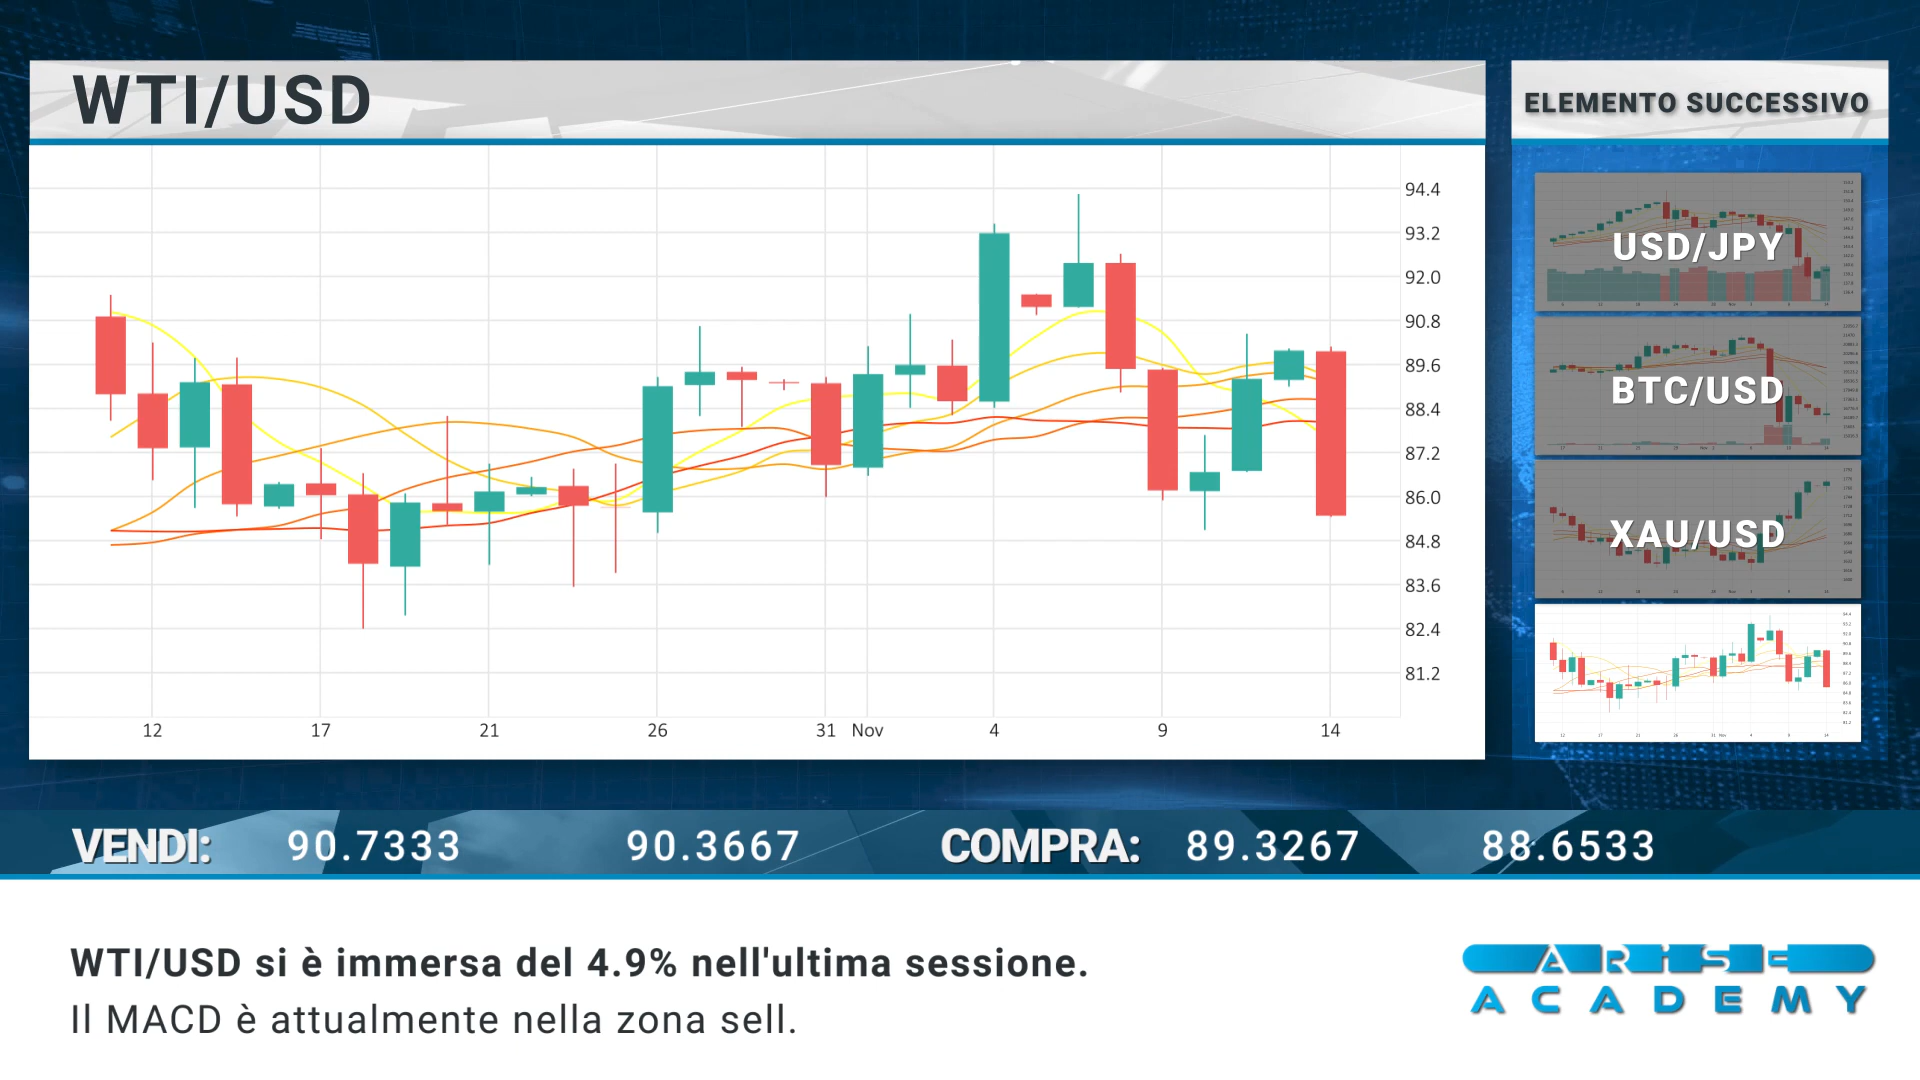 WTI/USD
ELEMENTO SUCCESSIVO
94.4
93.2
92.0
90.8
89.6
88.4
87.2
86.0
84.8
83.6
82.4
81.2
12 17 21 26 31 Nov 4 9 14
USD/JPY
BTC/USD
XAU/USD
VENDI: 90.7333 90.3667 COMPRA: 89.3267 88.6533
WTI/USD si è immersa del 4.9% nell'ultima sessione.
Il MACD è attualmente nella zona sell.
ARISE
ACADEMY